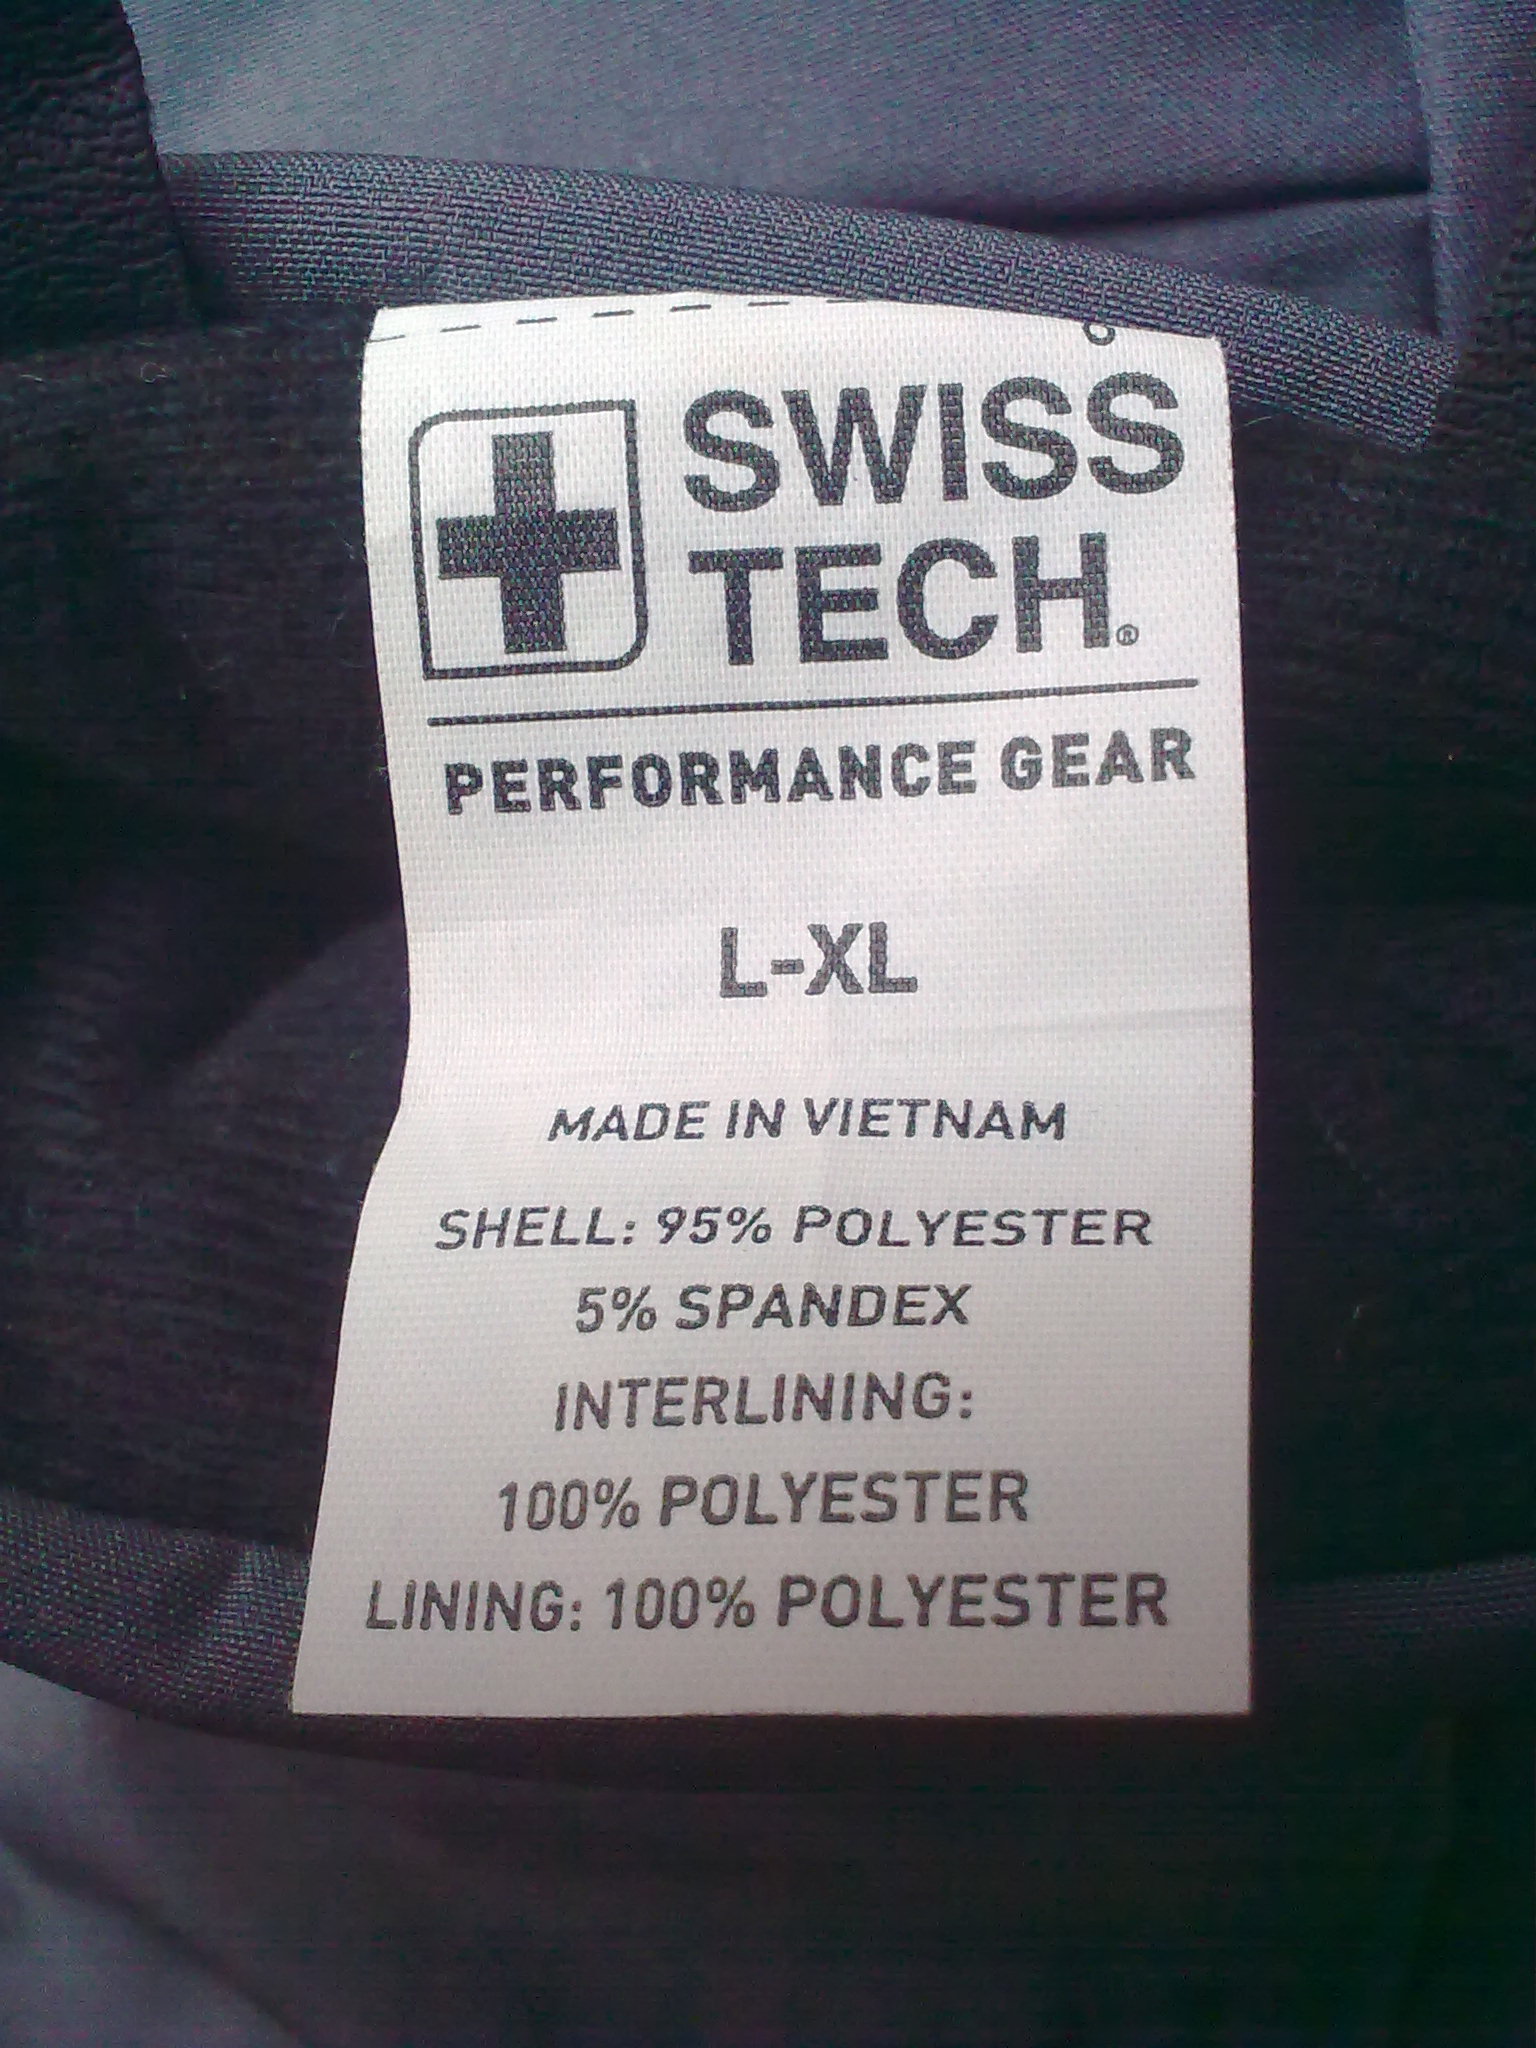 SWISS
TECH®
PERFORMANCE GEAR
L-XL
MADE IN VIETNAM
SHELL: 95% POLYESTER
5% SPANDEX
INTERLINING:
100% POLYESTER
LINING: 100% POLYESTER